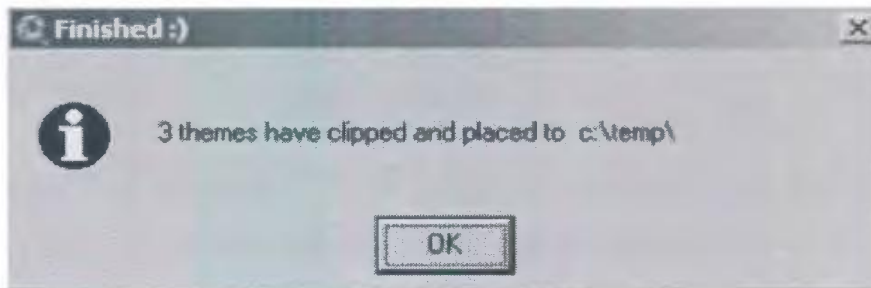 Finished :)
3 themes have clipped and placed to c:\temp\
OK